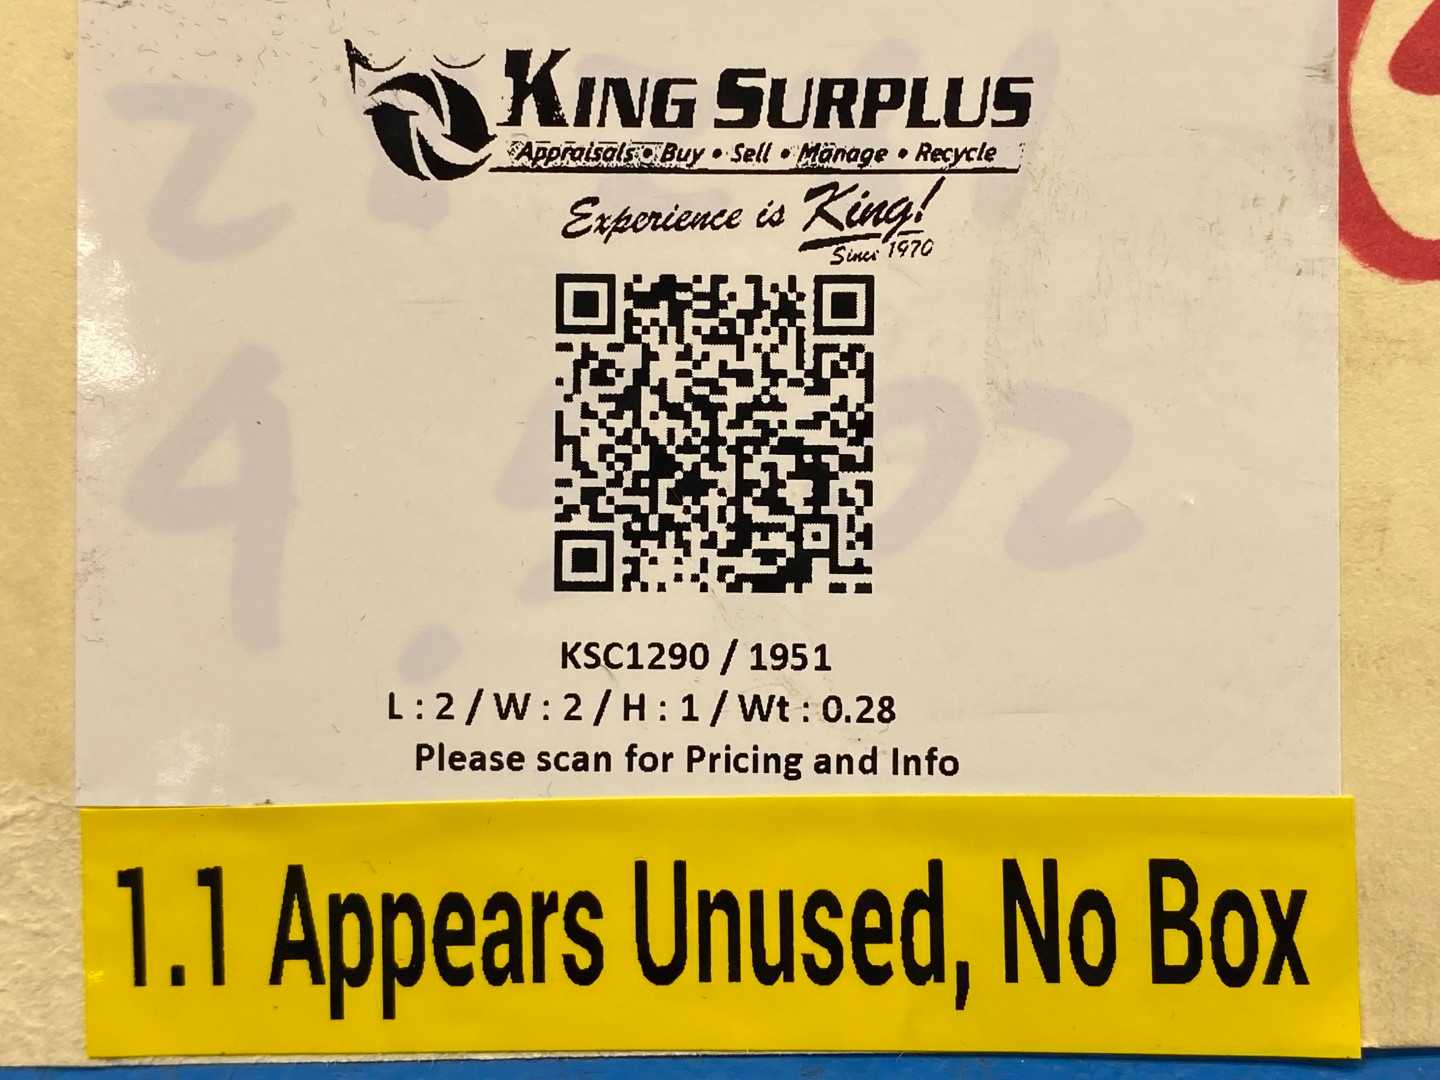 KING SURPLUS
Appraisals • Buy • Sell • Manage • Recycle
Experience is King!
Since 1970
KSC1290 / 1951
L : 2 / W : 2 / H : 1 / Wt : 0.28
Please scan for Pricing and Info
1.1 Appears Unused, No Box